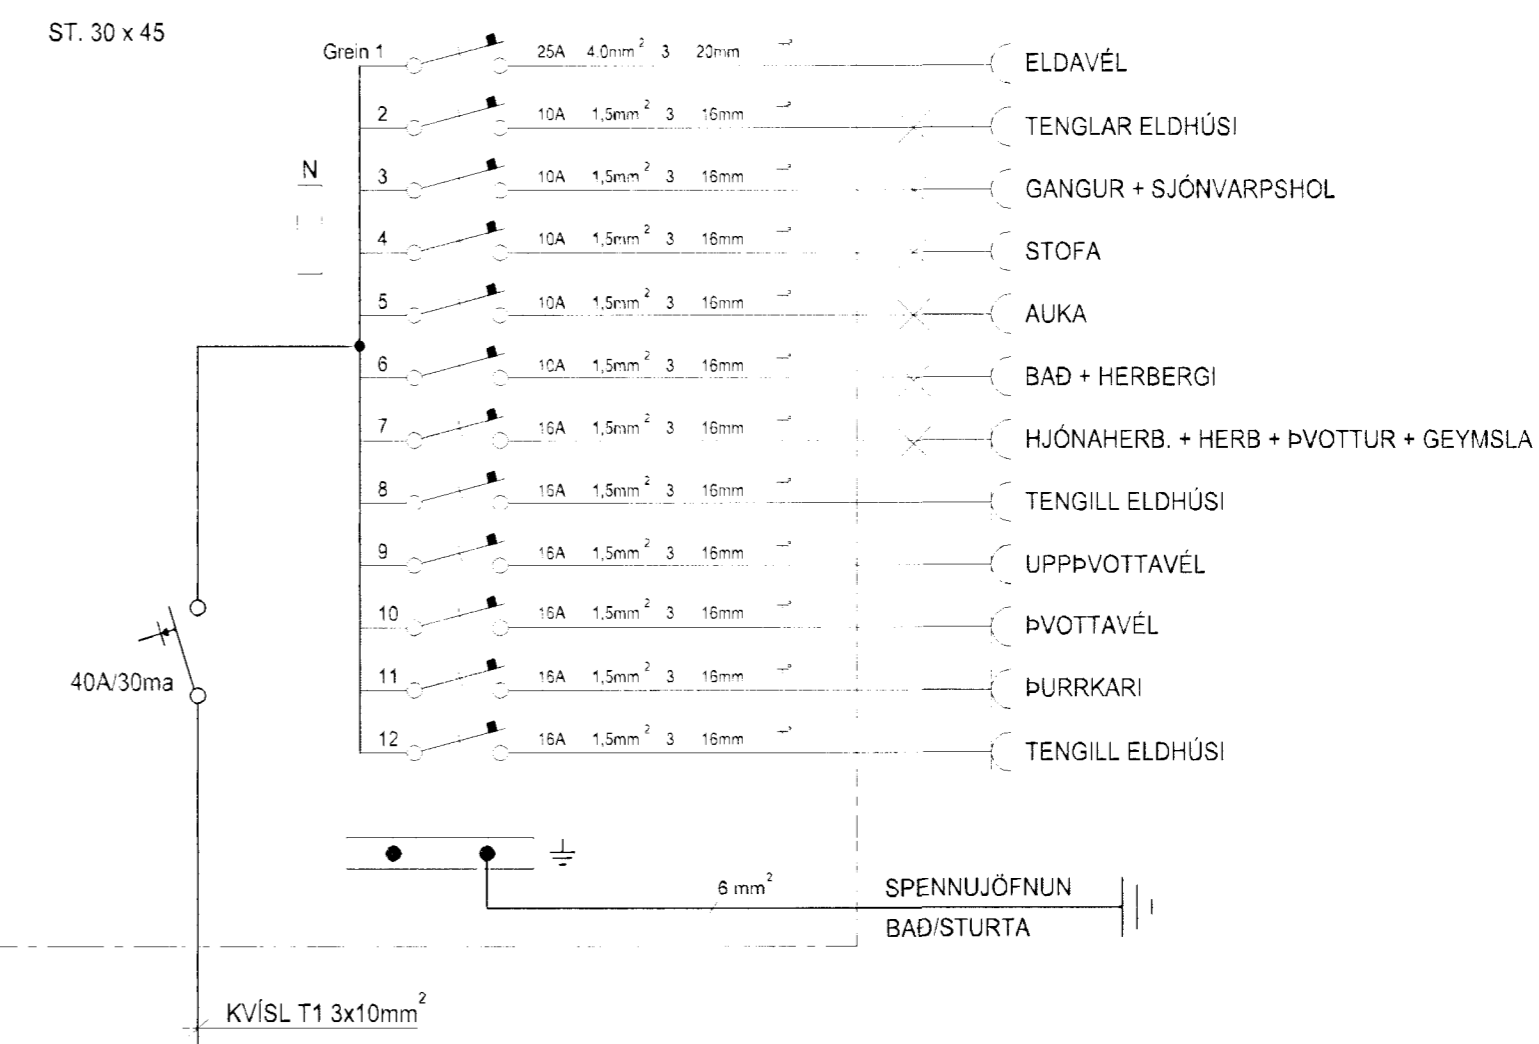 ST. 30 x 45
Grein 1 25A 4.0mm² 3 20mm ELDAVÉL
2 10A 1,5mm² 3 16mm TENGLAR ELDHÚSI
N
3 10A 1,5mm² 3 16mm GANGUR + SJÓNVARPSHOL
4 10A 1,5mm² 3 16mm STOFA
5 10A 1,5mm² 3 16mm AUKA
6 10A 1,5mm² 3 16mm BAÐ + HERBERGI
7 16A 1,5mm² 3 16mm HJÓNAHERB. + HERB + ÞVOTTUR + GEYMSLA
8 16A 1,5mm² 3 16mm TENGILL ELDHÚSI
9 16A 1,5mm² 3 16mm UPPÞVOTTAVÉL
10 16A 1,5mm² 3 16mm ÞVOTTAVÉL
40A/30ma
11 16A 1,5mm² 3 16mm ÞURRKARI
12 16A 1,5mm² 3 16mm TENGILL ELDHÚSI
6 mm² SPENNUJÖFNUN
BAÐ/STURTA
KVÍSL T1 3x10mm²